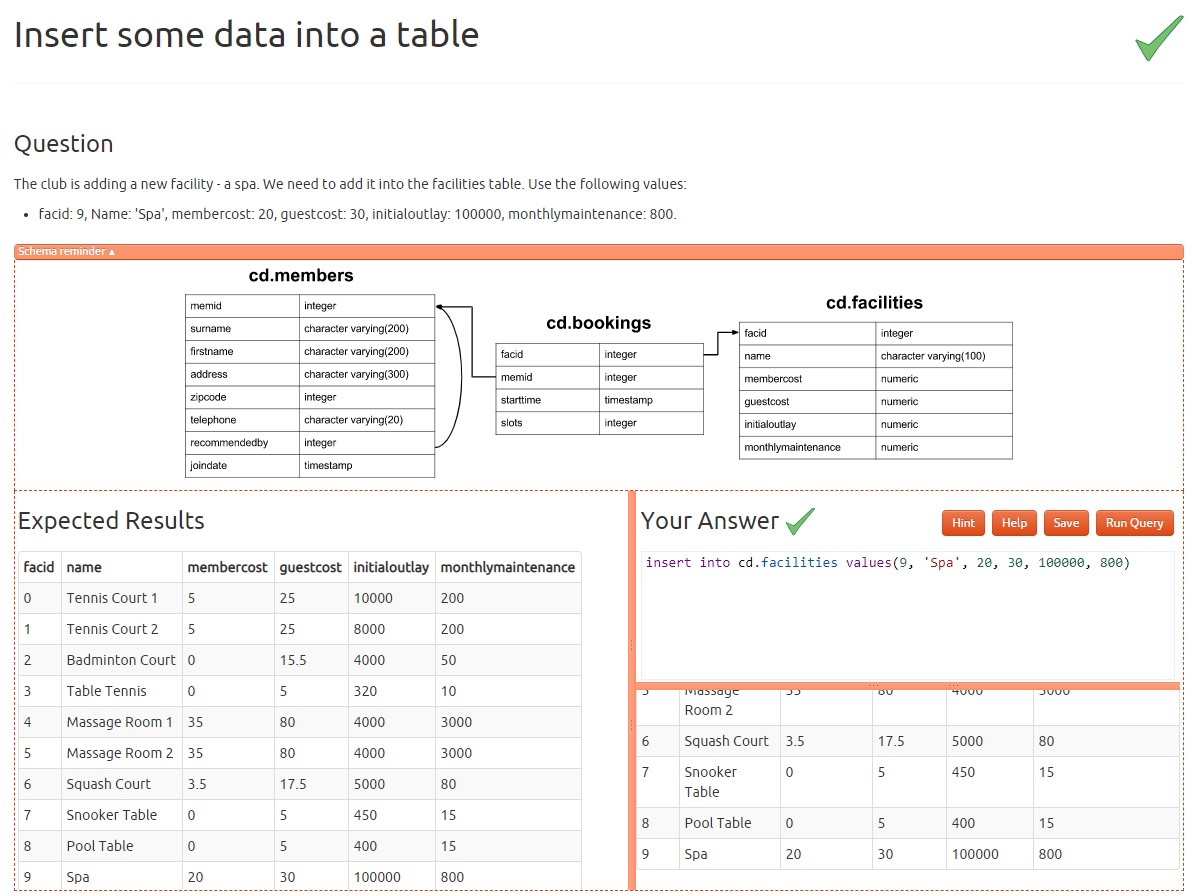 Insert some data into a table
Question
The club is adding a new facility - a spa. We need to add it into the facilities table. Use the following values:
• facid: 9, Name: 'Spa', membercost: 20, guestcost: 30, initialoutlay: 100000, monthlymaintenance: 800.
Schema reminder ▲
cd.members
memid integer
surname character varying(200)
firstname character varying(200)
address character varying(300)
zipcode integer
telephone character varying(20)
recommendedby integer
joindate timestamp
cd.bookings
facid integer
memid integer
starttime timestamp
slots integer
cd.facilities
facid integer
name character varying(100)
membercost numeric
guestcost numeric
initialoutlay numeric
monthlymaintenance numeric
Expected Results
facid name membercost guestcost initialoutlay monthlymaintenance
0 Tennis Court 1 5 25 10000 200
1 Tennis Court 2 5 25 8000 200
2 Badminton Court 0 15.5 4000 50
3 Table Tennis 0 5 320 10
4 Massage Room 1 35 80 4000 3000
5 Massage Room 2 35 80 4000 3000
6 Squash Court 3.5 17.5 5000 80
7 Snooker Table 0 5 450 15
8 Pool Table 0 5 400 15
9 Spa 20 30 100000 800
Your Answer
Hint Help Save Run Query
insert into cd.facilities values(9, 'Spa', 20, 30, 100000, 800)
5 Massage 35 80 4000 3000
Room 2
6 Squash Court 3.5 17.5 5000 80
7 Snooker 0 5 450 15
Table
8 Pool Table 0 5 400 15
9 Spa 20 30 100000 800